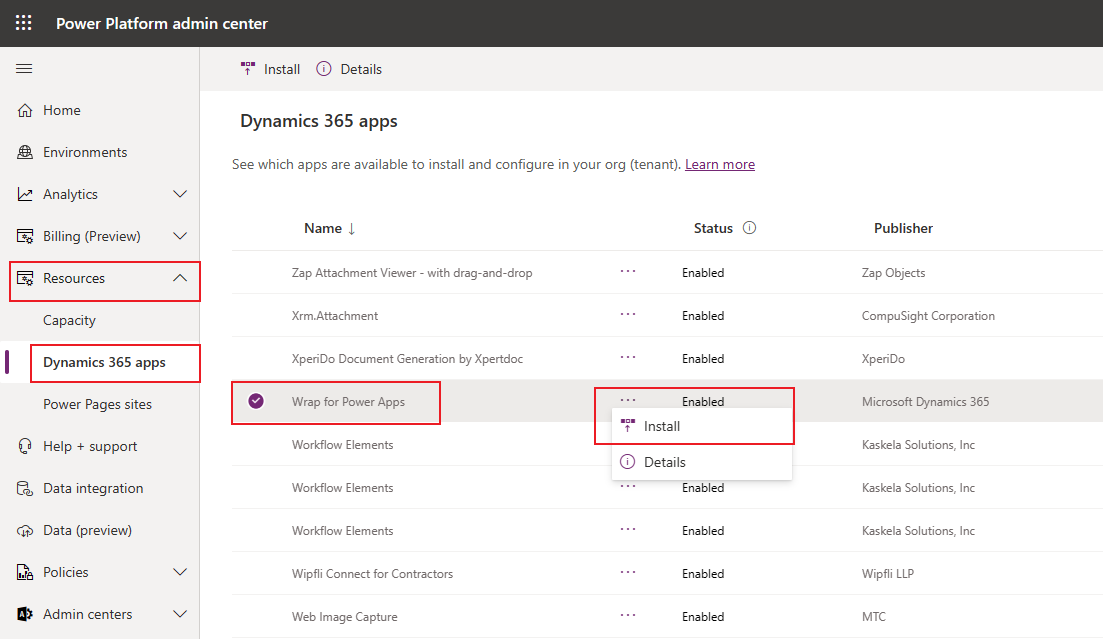 Power Platform admin center
Install Details
Home
Environments
Analytics
Billing (Preview)
Resources
Capacity
Dynamics 365 apps
Power Pages sites
Help + support
Data integration
Data (preview)
Policies
Admin centers
Dynamics 365 apps
See which apps are available to install and configure in your org (tenant). Learn more
Name ↓ Status Publisher
Zap Attachment Viewer - with drag-and-drop ... Enabled Zap Objects
Xrm.Attachment ... Enabled CompuSight Corporation
XperiDo Document Generation by Xpertdoc ... Enabled XperiDo
Wrap for Power Apps ... Enabled Microsoft Dynamics 365
Install
Details
Workflow Elements Kaskela Solutions, Inc
Workflow Elements ... Enabled Kaskela Solutions, Inc
Workflow Elements ... Enabled Kaskela Solutions, Inc
Wipfli Connect for Contractors ... Enabled Wipfli LLP
Web Image Capture ... Enabled MTC